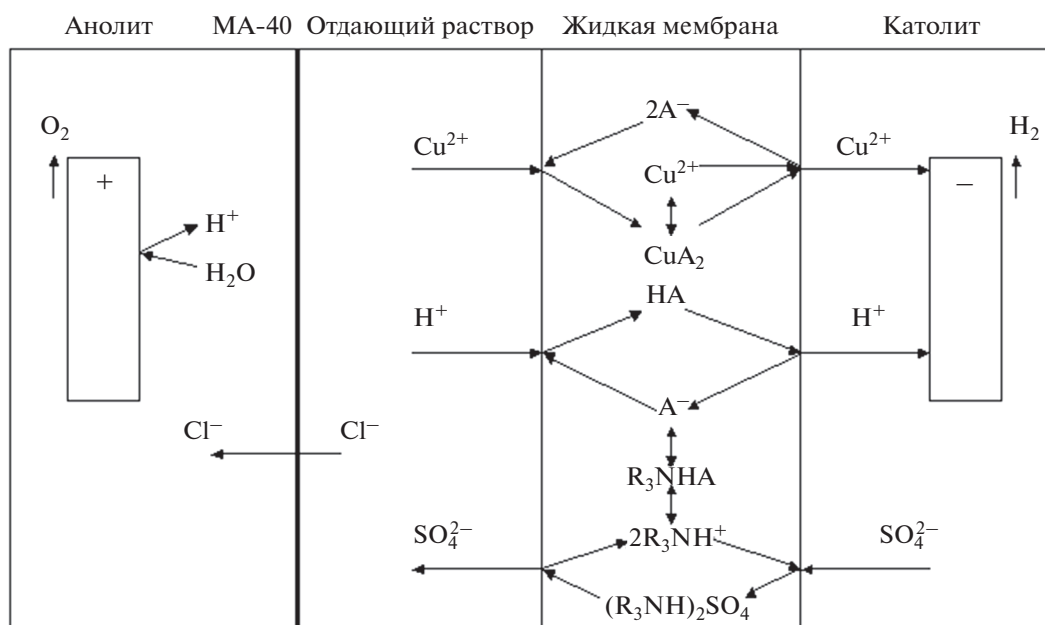 Анолит МА-40 Отдающий раствор Жидкая мембрана Католит
O₂ 2A⁻ H₂
+ Cu²⁺ Cu²⁺ Cu²⁺ −
H⁺
H₂O CuA₂
HA
H⁺ H⁺
A⁻
Cl⁻ Cl⁻
R₃NHA
SO₄²⁻ 2R₃NH⁺ SO₄²⁻
(R₃NH)₂SO₄